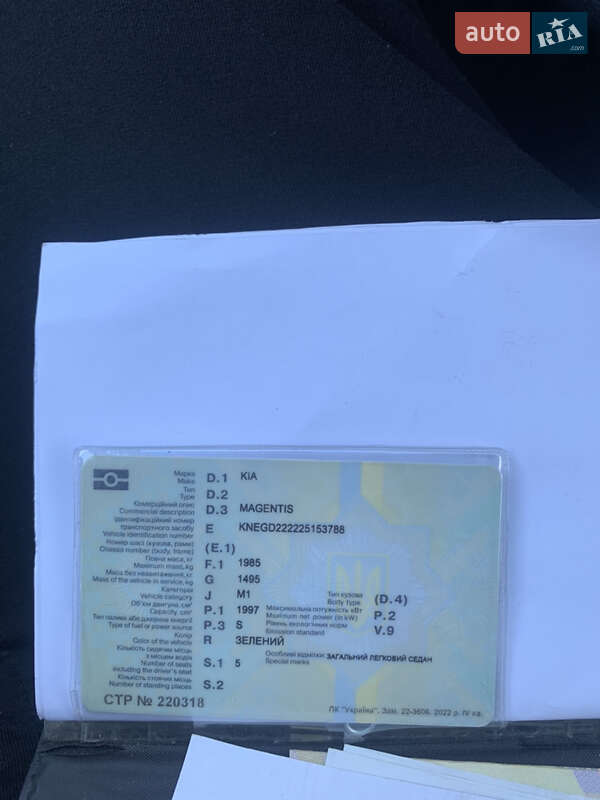 auto RIA.com
Марка
Make D.1 KIA
Тип
Type D.2
Комерційний опис
Commercial description D.3 MAGENTIS
Ідентифікаційний номер
транспортного засобу
Vehicle identification number E KNEGD222225153788
Номер шасі (кузова, рами)
Chassis number (body, frame) (E.1)
Повна маса, кг
Maximum mass, kg F.1 1985
Маса без навантаження, кг
Mass of the vehicle in service, kg G 1495
Категорія
Vehicle category J M1
Тип кузова
Body type (D.4)
Об'єм двигуна, см³
Capacity, cm³ P.1 1997
Максимальна потужність кВт
Maximum net power (in kW) P.2
Тип палива або джерело енергії
Type of fuel or power source P.3 S
Рівень екологічних норм
Emission standard V.9
Колір
Color of the vehicle R ЗЕЛЕНИЙ
Кількість сидячих місць
з місцем водія
Number of seats
including the driver's seat S.1 5
Особливі відмітки ЗАГАЛЬНИЙ ЛЕГКОВИЙ СЕДАН
Special marks
Кількість стоячих місць
Number of standing places S.2
СТР № 220318
ПК "Україна". Зам. 22-3606. 2022 р. IV кв.